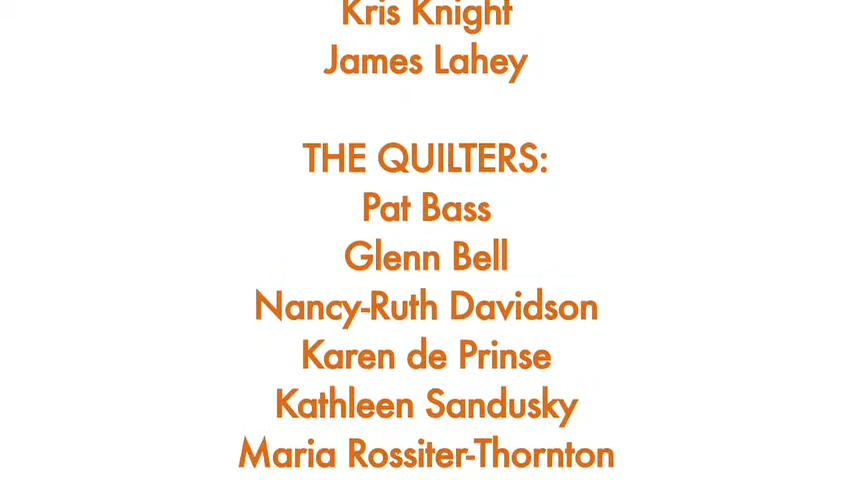 Kris Knight
James Lahey
THE QUILTERS:
Pat Bass
Glenn Bell
Nancy-Ruth Davidson
Karen de Prinse
Kathleen Sandusky
Maria Rossiter-Thornton